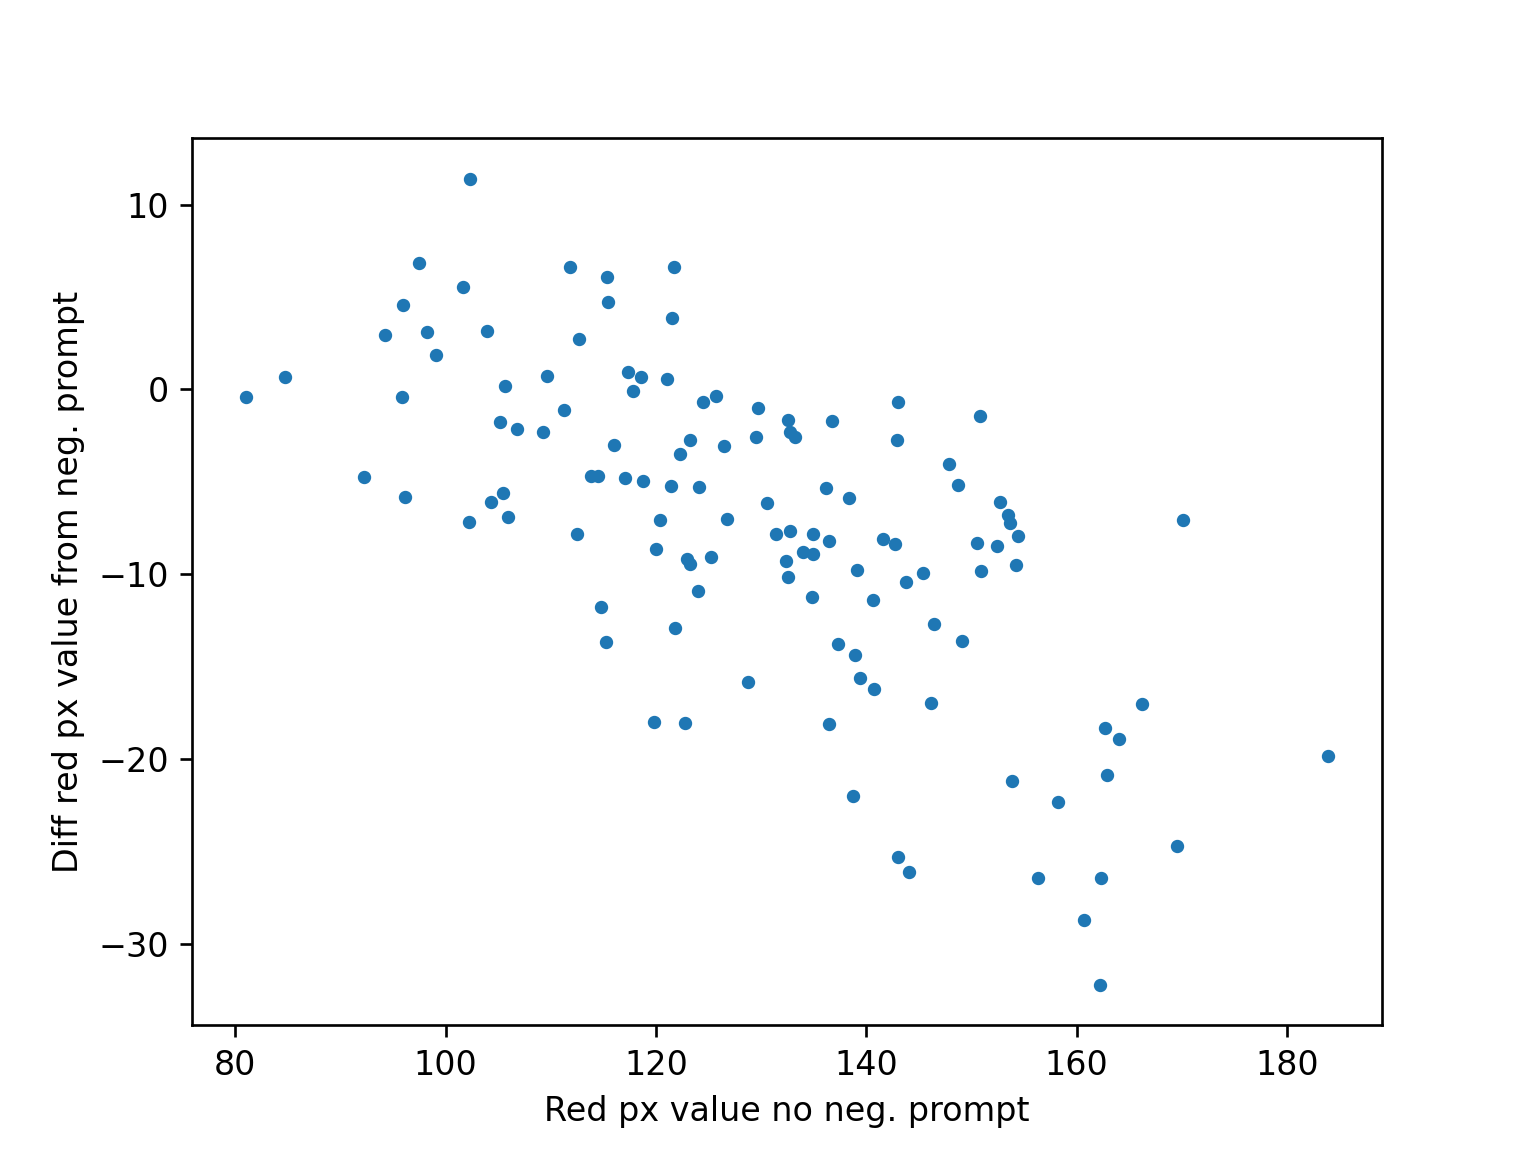 Diff red px value from neg. prompt
10
0
−10
−20
−30
80 100 120 140 160 180
Red px value no neg. prompt